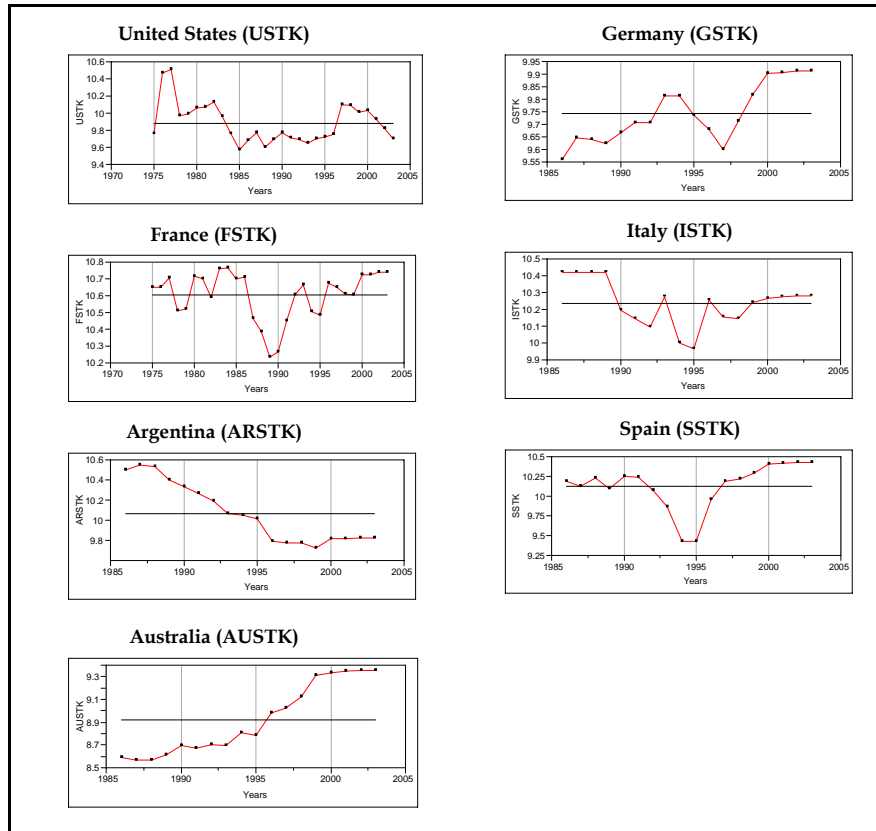 United States (USTK)
10.6
10.4
10.2
10
9.8
9.6
9.4
USTK
1970 1975 1980 1985 1990 1995 2000 2005
Years
Germany (GSTK)
9.95
9.9
9.85
9.8
9.75
9.7
9.65
9.6
9.55
GSTK
1985 1990 1995 2000 2005
Years
France (FSTK)
10.8
10.7
10.6
10.5
10.4
10.3
10.2
FSTK
1970 1975 1980 1985 1990 1995 2000 2005
Years
Italy (ISTK)
10.5
10.4
10.3
10.2
10.1
10
9.9
ISTK
1985 1990 1995 2000 2005
Years
Argentina (ARSTK)
10.6
10.4
10.2
10
9.8
ARSTK
1985 1990 1995 2000 2005
Years
Spain (SSTK)
10.5
10.25
10
9.75
9.5
9.25
SSTK
1985 1990 1995 2000 2005
Years
Australia (AUSTK)
9.3
9.1
8.9
8.7
8.5
AUSTK
1985 1990 1995 2000 2005
Years